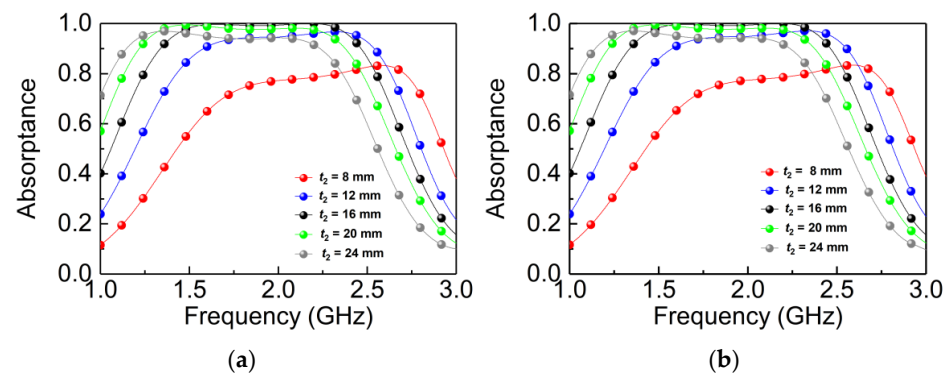 1.0
0.8
0.6
0.4
0.2
0.0
Absorptance
t2 = 8 mm
t2 = 12 mm
t2 = 16 mm
t2 = 20 mm
t2 = 24 mm
1.0 1.5 2.0 2.5 3.0
Frequency (GHz)
(a)
1.0
0.8
0.6
0.4
0.2
0.0
Absorptance
t2 = 8 mm
t2 = 12 mm
t2 = 16 mm
t2 = 20 mm
t2 = 24 mm
1.0 1.5 2.0 2.5 3.0
Frequency (GHz)
(b)